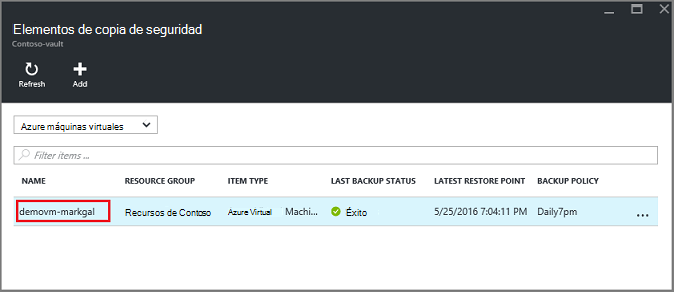 Elementos de copia de seguridad
Contoso-vault
Refresh Add
Azure máquinas virtuales
Filter items ...
NAME RESOURCE GROUP ITEM TYPE LAST BACKUP STATUS LATEST RESTORE POINT BACKUP POLICY
demovm-markgal Recursos de Contoso Azure Virtual Machi... Éxito 5/25/2016 7:04:11 PM Daily7pm ...